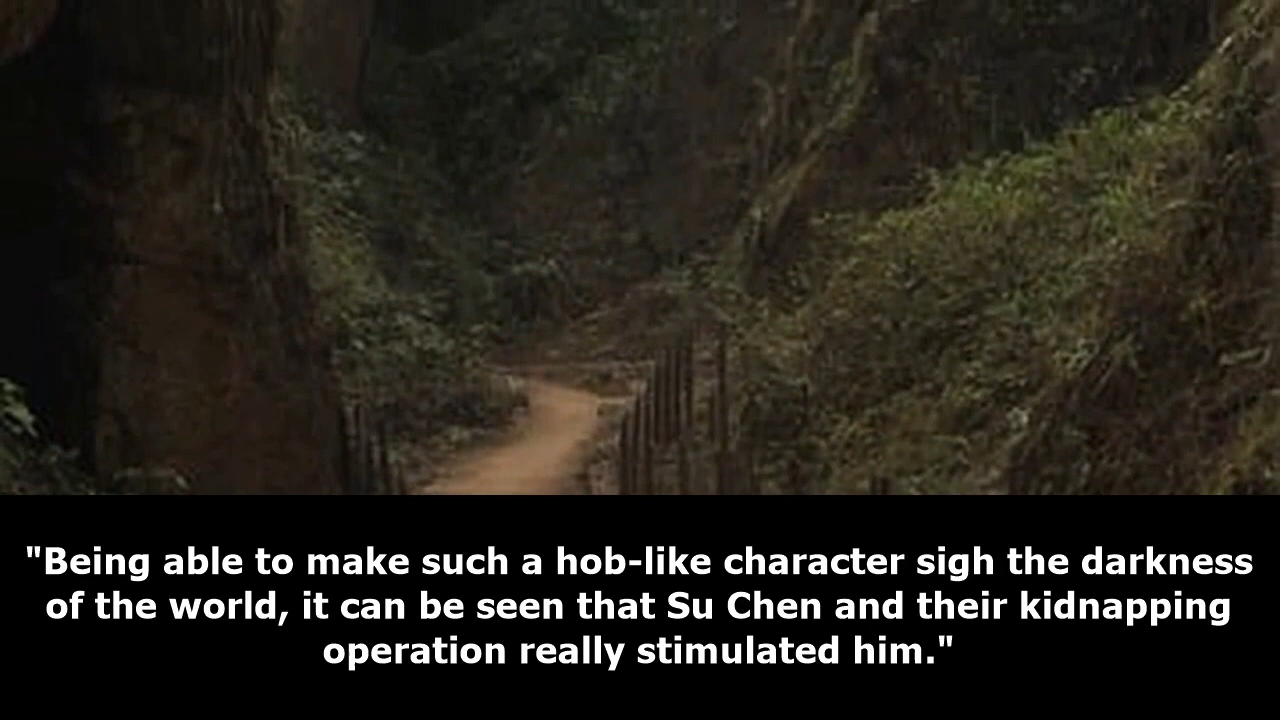 "Being able to make such a hob-like character sigh the darkness
of the world, it can be seen that Su Chen and their kidnapping
operation really stimulated him."